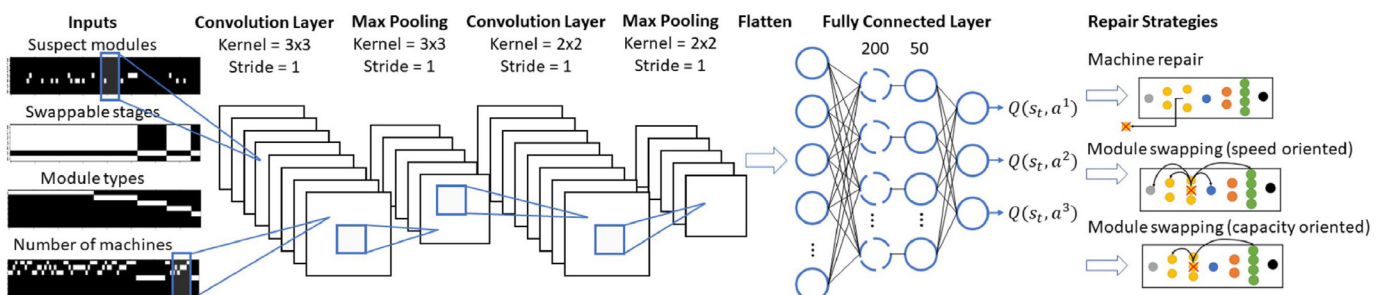 Inputs
Suspect modules
Swappable stages
Module types
Number of machines
Convolution Layer
Kernel = 3x3
Stride = 1
Max Pooling
Kernel = 3x3
Stride = 1
Convolution Layer
Kernel = 2x2
Stride = 1
Max Pooling
Kernel = 2x2
Stride = 1
Flatten
Fully Connected Layer
200 50
Q(s_t, a^1)
Q(s_t, a^2)
Q(s_t, a^3)
Repair Strategies
Machine repair
Module swapping (speed oriented)
Module swapping (capacity oriented)